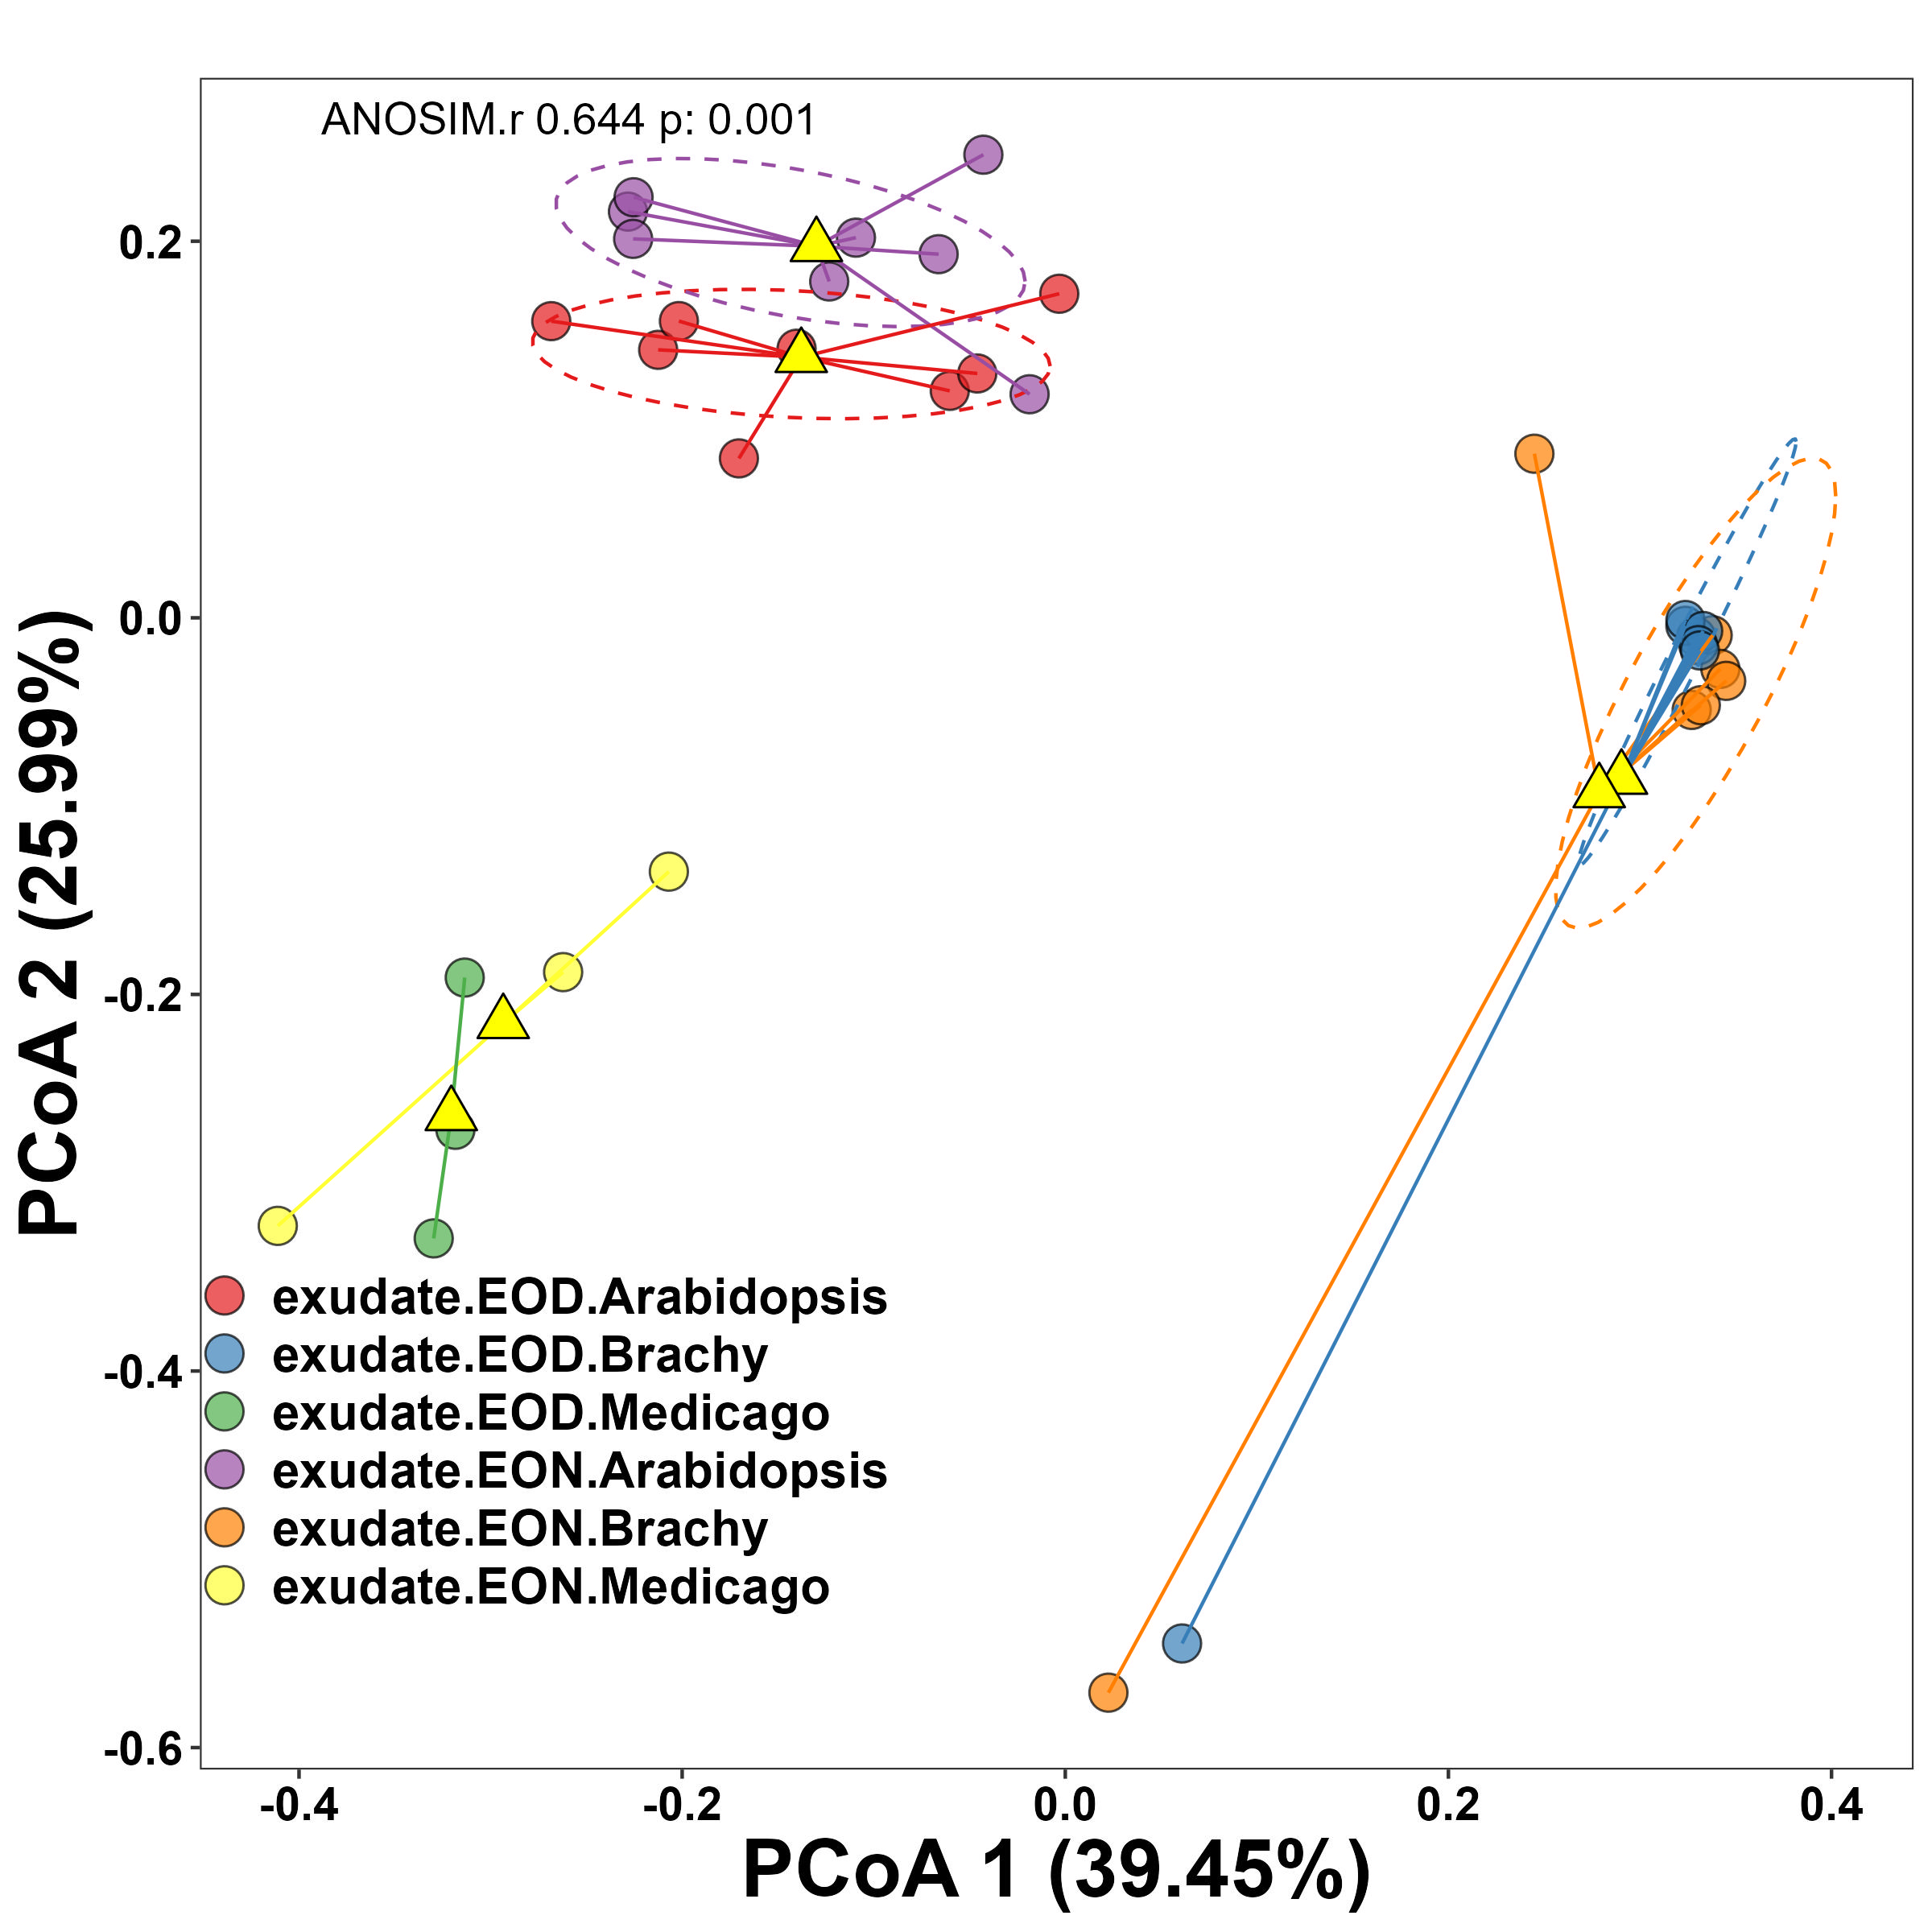 ANOSIM.r 0.644 p: 0.001
0.2
0.0
-0.2
-0.4
-0.6
PCoA 2 (25.99%)
exudate.EOD.Arabidopsis
exudate.EOD.Brachy
exudate.EOD.Medicago
exudate.EON.Arabidopsis
exudate.EON.Brachy
exudate.EON.Medicago
-0.4
-0.2
0.0
0.2
0.4
PCoA 1 (39.45%)